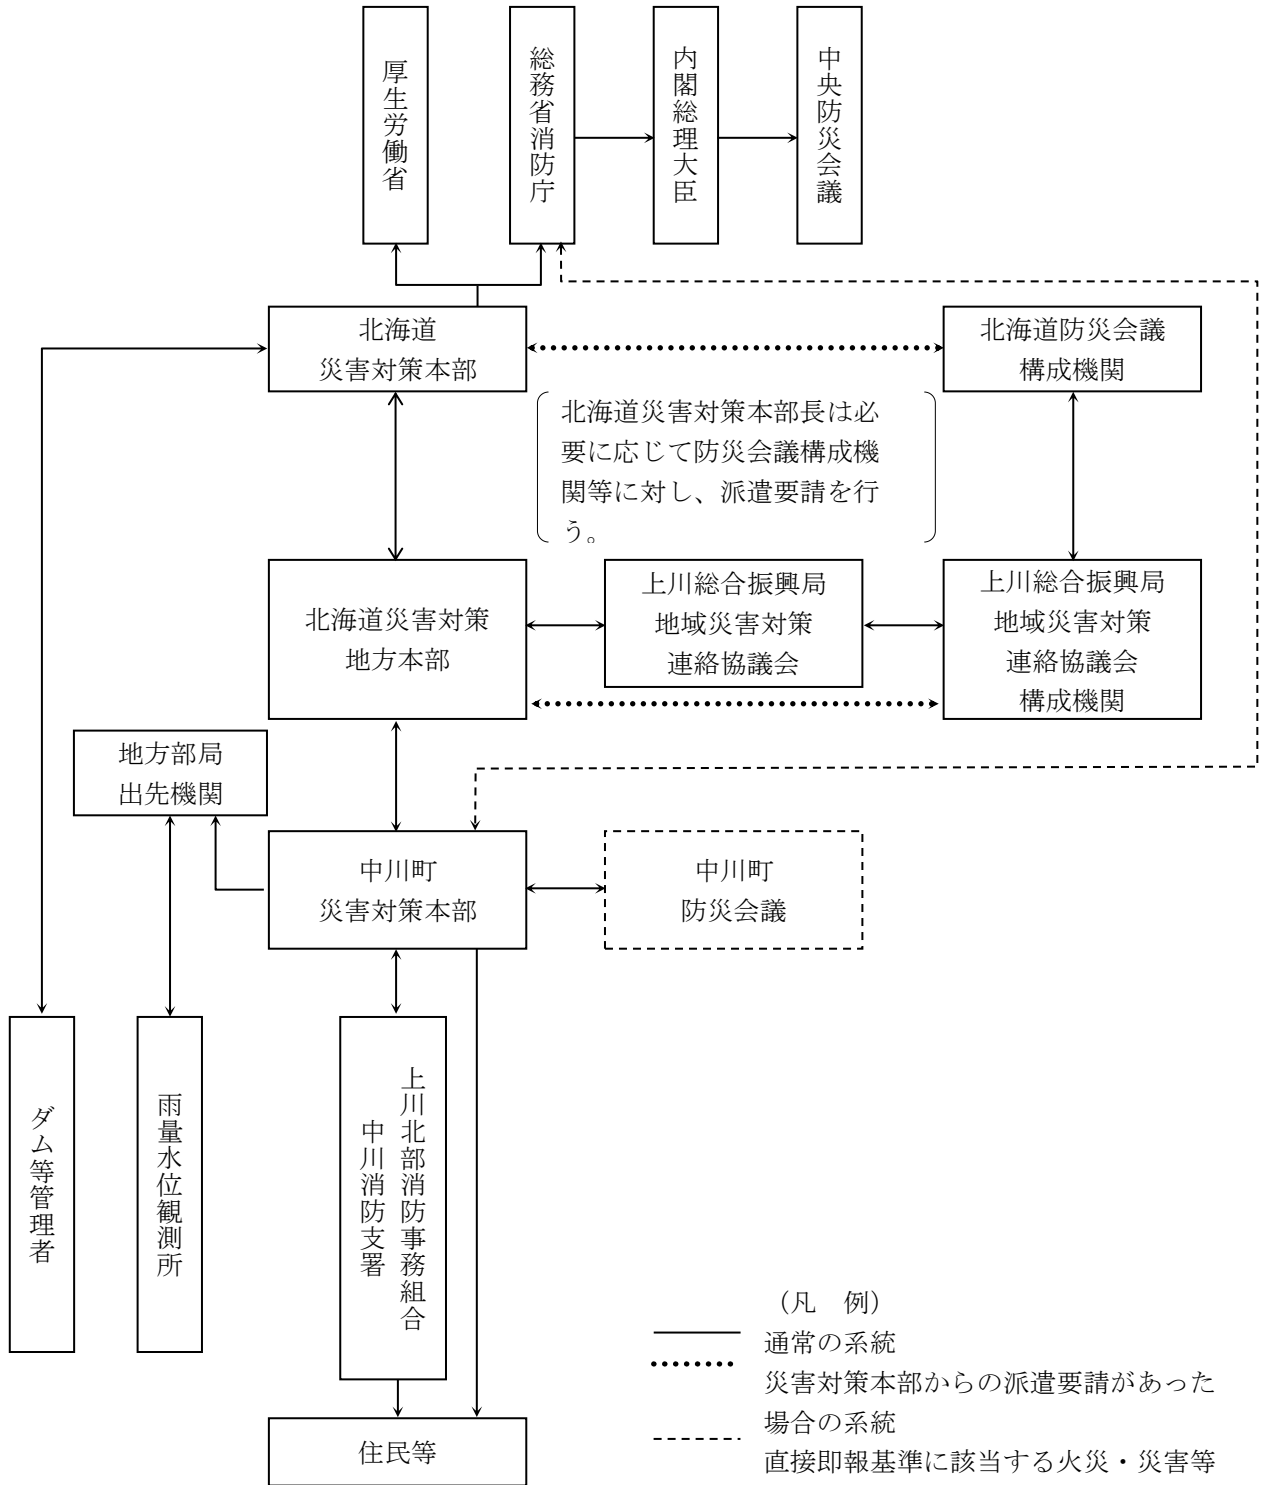 厚生労働省
総務省消防庁
内閣総理大臣
中央防災会議
北海道
災害対策本部
北海道防災会議
構成機関
北海道災害対策本部長は必
要に応じて防災会議構成機
関等に対し、派遣要請を行
う。
北海道災害対策
地方本部
上川総合振興局
地域災害対策
連絡協議会
上川総合振興局
地域災害対策
連絡協議会
構成機関
地方部局
出先機関
中川町
災害対策本部
中川町
防災会議
ダム等管理者
雨量水位観測所
上川北部消防事務組合
中川消防支署
住民等
（凡　例）
通常の系統
災害対策本部からの派遣要請があった
場合の系統
直接即報基準に該当する火災・災害等